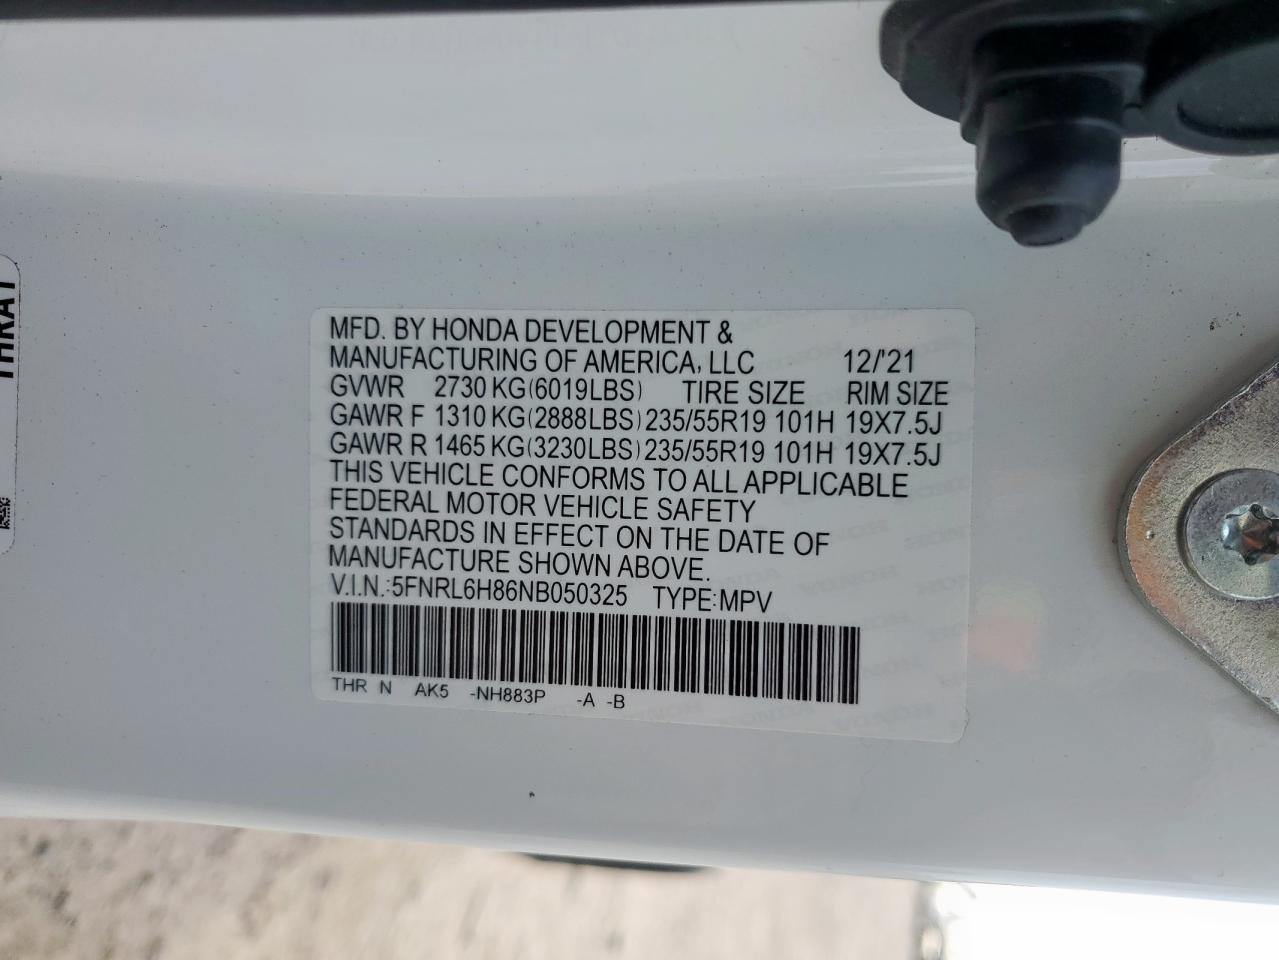 MFD. BY HONDA DEVELOPMENT &
MANUFACTURING OF AMERICA, LLC 12/'21
GVWR 2730 KG(6019LBS) TIRE SIZE RIM SIZE
GAWR F 1310 KG(2888LBS) 235/55R19 101H 19X7.5J
GAWR R 1465 KG(3230LBS) 235/55R19 101H 19X7.5J
THIS VEHICLE CONFORMS TO ALL APPLICABLE
FEDERAL MOTOR VEHICLE SAFETY
STANDARDS IN EFFECT ON THE DATE OF
MANUFACTURE SHOWN ABOVE.
V.I.N.:5FNRL6H86NB050325 TYPE:MPV
THR N AK5 -NH883P -A -B
THRA1